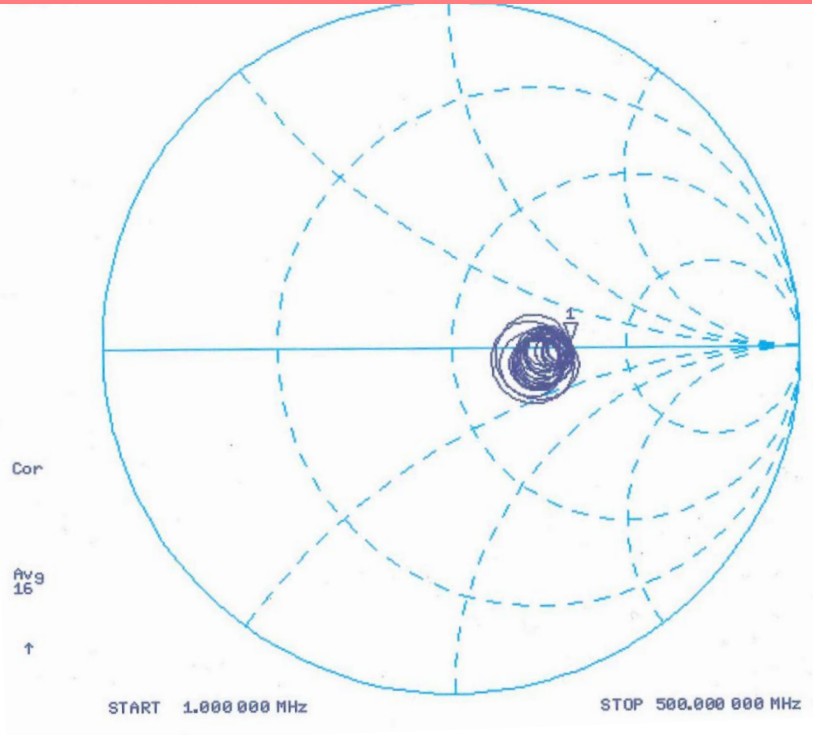 1
Cor
Avg
16
↑
START 1.000 000 MHz
STOP 500.000 000 MHz